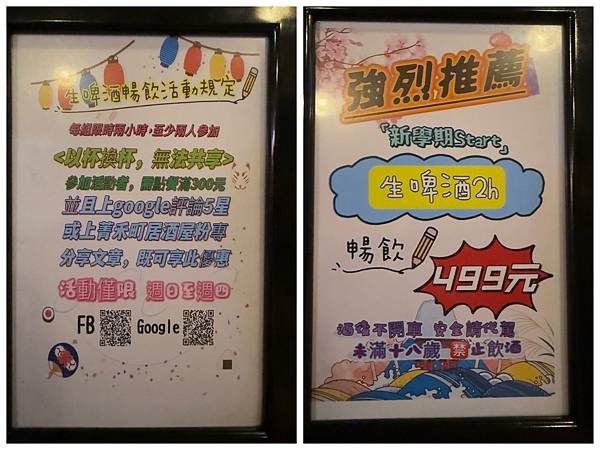 生啤酒暢飲活動規定
每組限時兩小時，至少兩人參加
<以杯換杯，無法共享>
參加活動者，需點餐滿300元
並且上google評論5星
或上菁禾町居酒屋粉專
分享文章，既可享此優惠
活動僅限 週日至週四
FB Google
強烈推薦
「新學期Start」
生啤酒2h
暢飲
499元
酒後不開車 安全請代駕
未滿十八歲 禁止飲酒